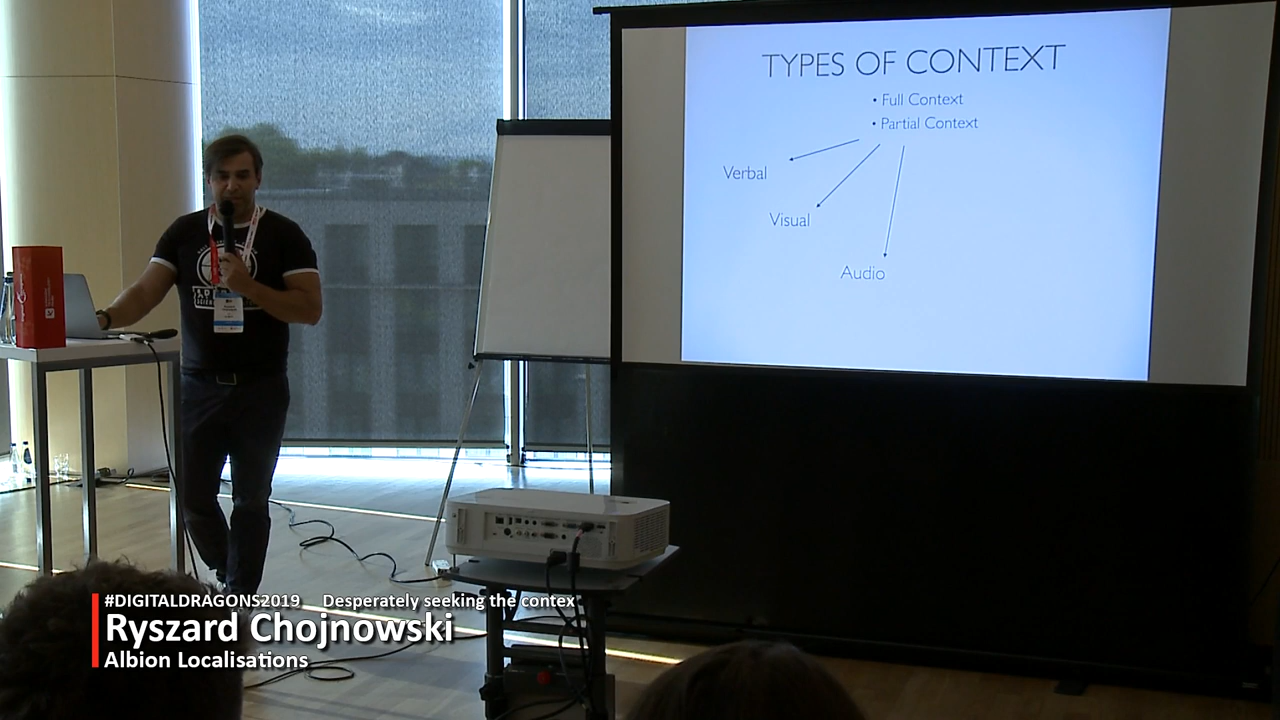 TYPES OF CONTEXT
• Full Context
• Partial Context
Verbal
Visual
Audio
#DIGITALDRAGONS2019 Desperately seeking the contex
Ryszard Chojnowski
Albion Localisations